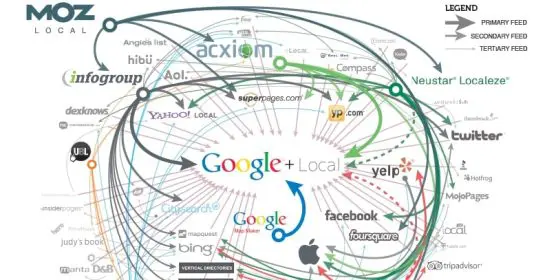 MOZ
LOCAL
LEGEND
PRIMARY FEED
SECONDARY FEED
TERTIARY FEED
Angie's list
hibü
acxiom
Local
Compass
infogroup
Aol.
Neustar Localeze
dexknows
superpages.com
YAHOO! LOCAL
yp.com
twitter
UBL
Google + Local
yelp
Hotfrog
MojoPages
insiderpages
Citysearch
Google
Map Maker
facebook
foursquare
judy's book
mapquest
bing
manta
D&B
VERTICAL DIRECTORIES
tripadvisor